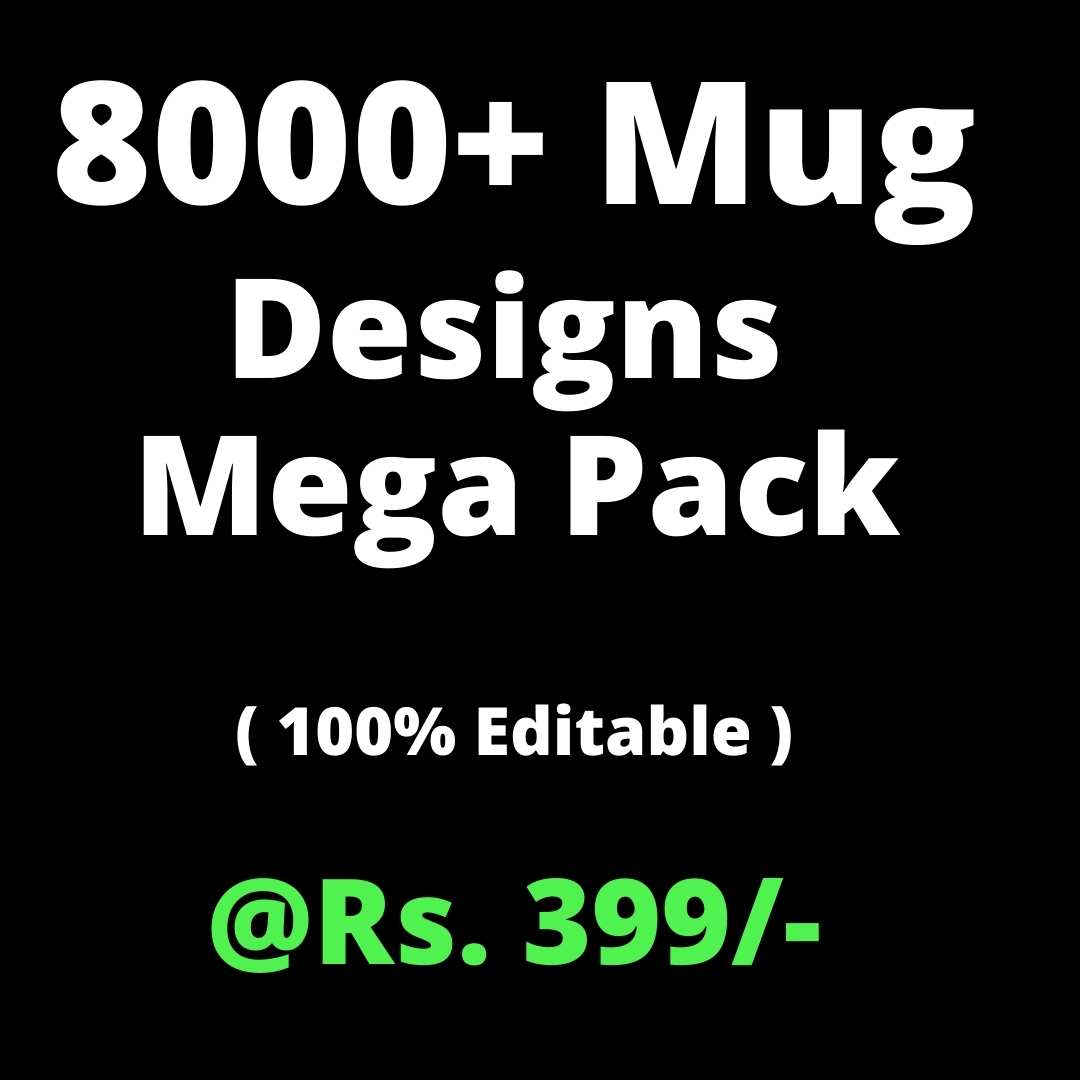 8000+ Mug
Designs
Mega Pack
( 100% Editable )
@Rs. 399/-